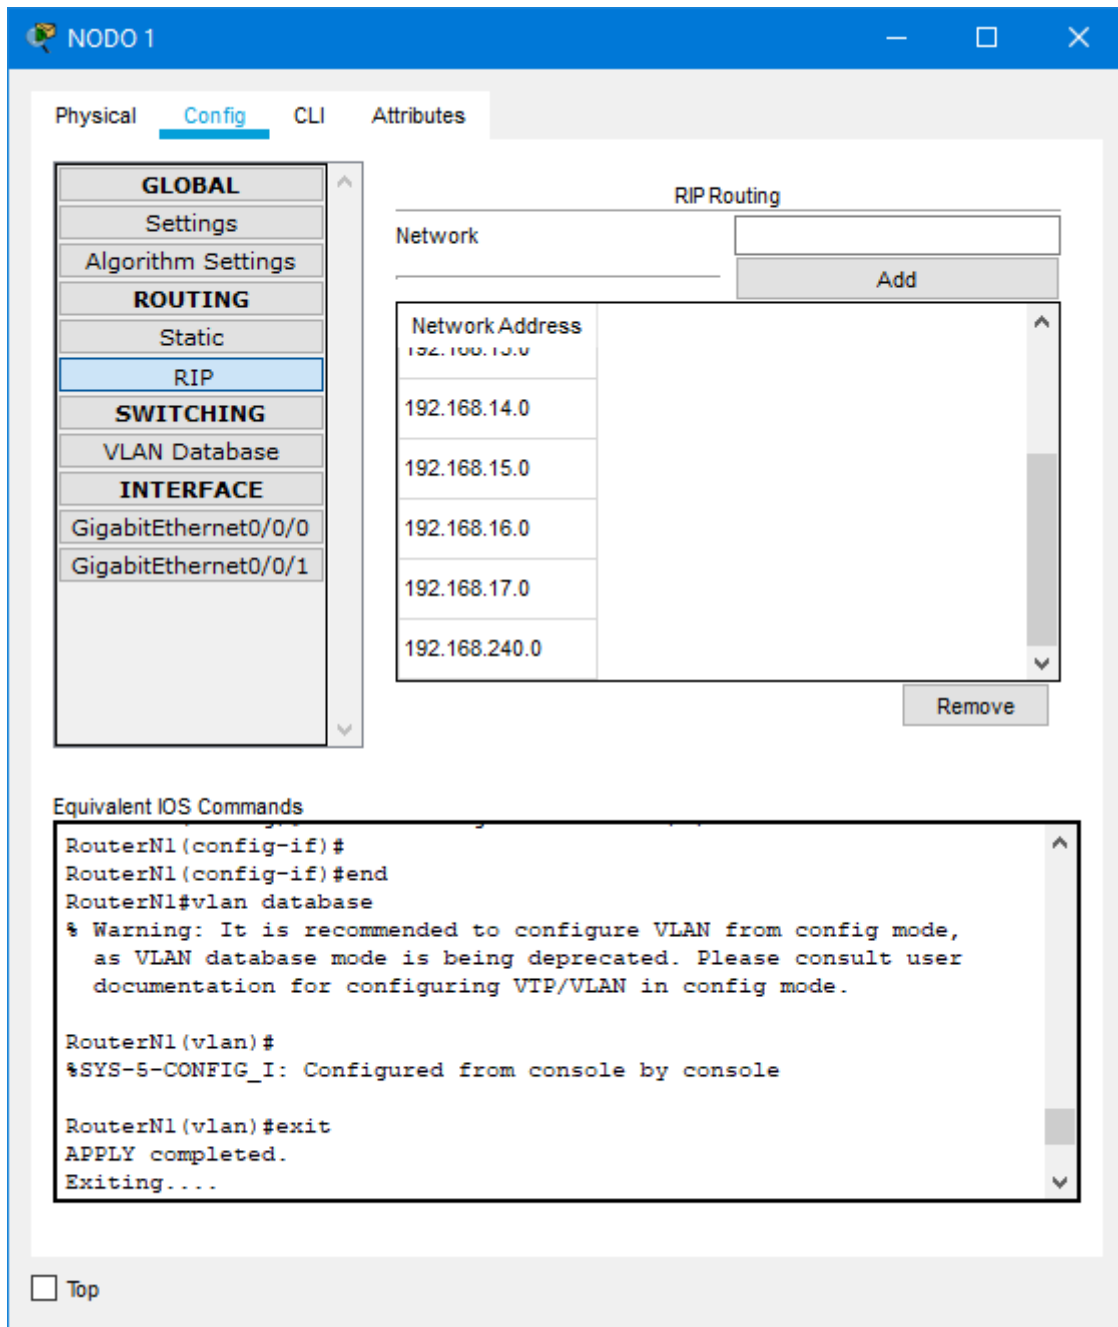 NODO 1
Physical Config CLI Attributes
GLOBAL
Settings
Algorithm Settings
ROUTING
Static
RIP
SWITCHING
VLAN Database
INTERFACE
GigabitEthernet0/0/0
GigabitEthernet0/0/1
RIP Routing
Network
Add
Network Address
192.168.14.0
192.168.15.0
192.168.16.0
192.168.17.0
192.168.240.0
Remove
Equivalent IOS Commands
RouterN1(config-if)#
RouterN1(config-if)#end
RouterN1#vlan database
% Warning: It is recommended to configure VLAN from config mode,
as VLAN database mode is being deprecated. Please consult user
documentation for configuring VTP/VLAN in config mode.
RouterN1(vlan)#
%SYS-5-CONFIG_I: Configured from console by console
RouterN1(vlan)#exit
APPLY completed.
Exiting....
Top